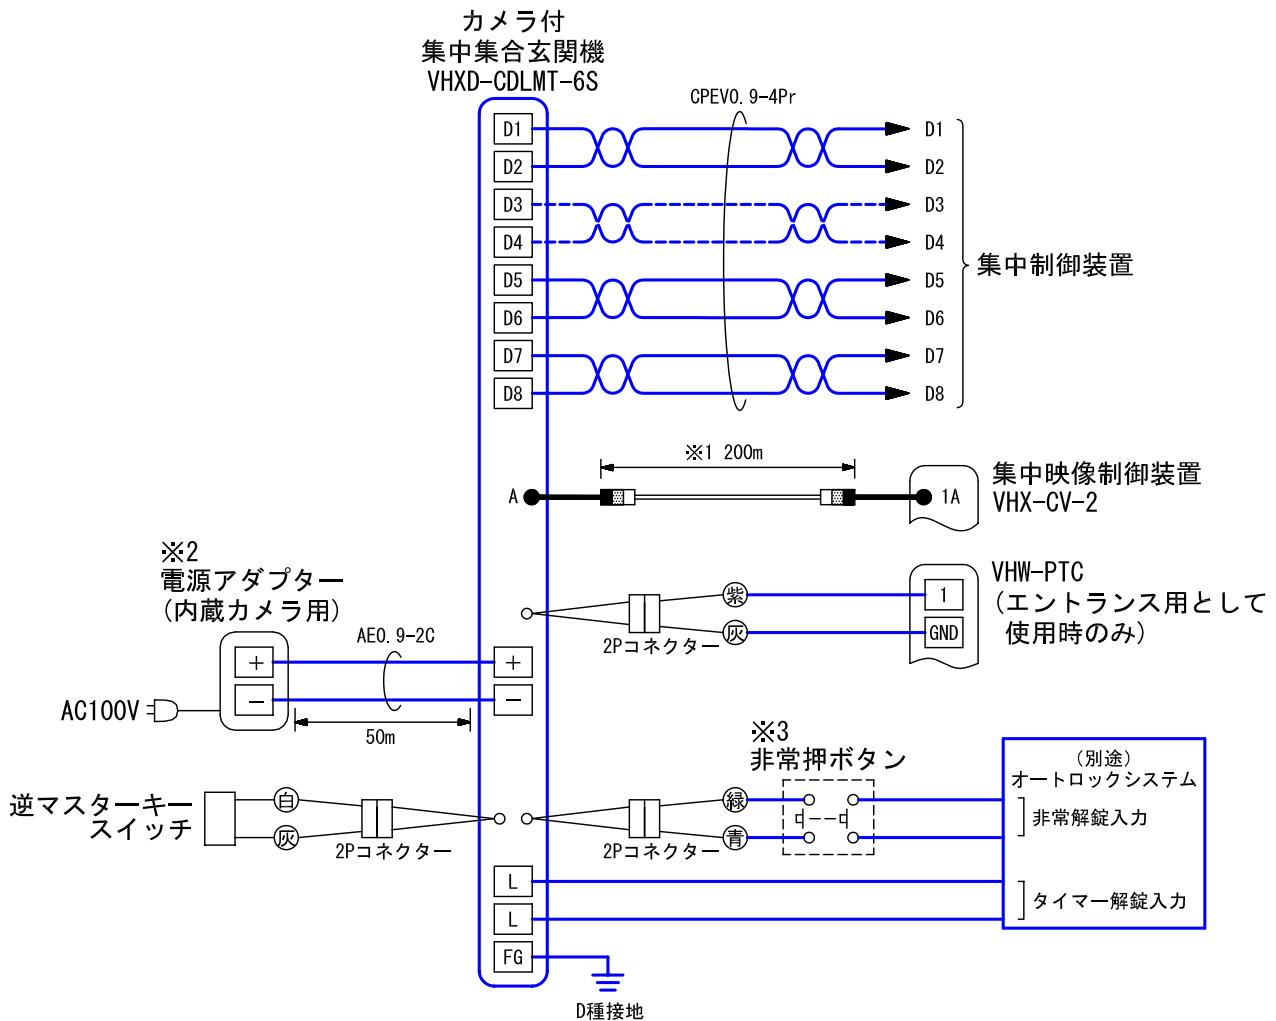 カメラ付
集中集合玄関機
VHXD-CDLMT-6S
CPEV0.9-4Pr
D1
D1
D2
D2
D3
D3
D4
D4
集中制御装置
D5
D5
D6
D6
D7
D7
D8
D8
※1 200m
A
1A
集中映像制御装置
VHX-CV-2
※2
電源アダプター
(内蔵カメラ用)
AC100V
+
−
AE0.9-2C
50m
+
−
紫
灰
2Pコネクター
1
GND
VHW-PTC
(エントランス用として
使用時のみ)
逆マスターキー
スイッチ
白
灰
2Pコネクター
緑
青
2Pコネクター
※3
非常押ボタン
(別途)
オートロックシステム
非常解錠入力
タイマー解錠入力
L
L
FG
D種接地